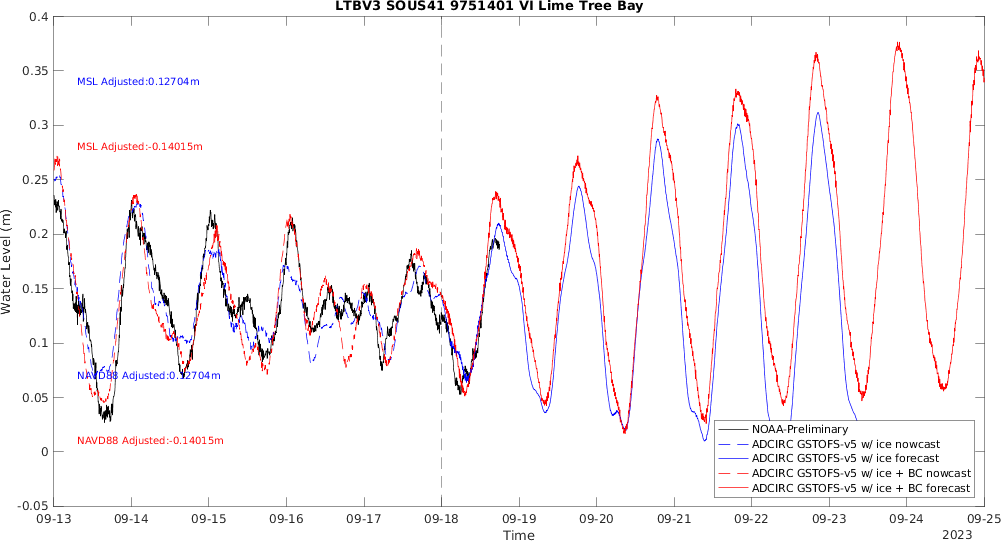 LTBV3 SOUS41 9751401 VI Lime Tree Bay
0.4
0.35
0.3
0.25
0.2
0.15
0.1
0.05
0
-0.05
Water Level (m)
MSL Adjusted:0.12704m
MSL Adjusted:-0.14015m
NAVD88 Adjusted:0.12704m
NAVD88 Adjusted:-0.14015m
NOAA-Preliminary
ADCIRC GSTOFS-v5 w/ ice nowcast
ADCIRC GSTOFS-v5 w/ ice forecast
ADCIRC GSTOFS-v5 w/ ice + BC nowcast
ADCIRC GSTOFS-v5 w/ ice + BC forecast
09-13 09-14 09-15 09-16 09-17 09-18 09-19 09-20 09-21 09-22 09-23 09-24 09-25
Time
2023